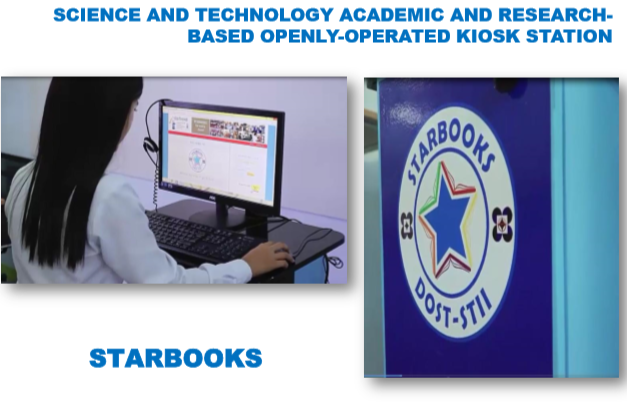 SCIENCE AND TECHNOLOGY ACADEMIC AND RESEARCH-
BASED OPENLY-OPERATED KIOSK STATION
STARBOOKS
DOST-STII
STARBOOKS